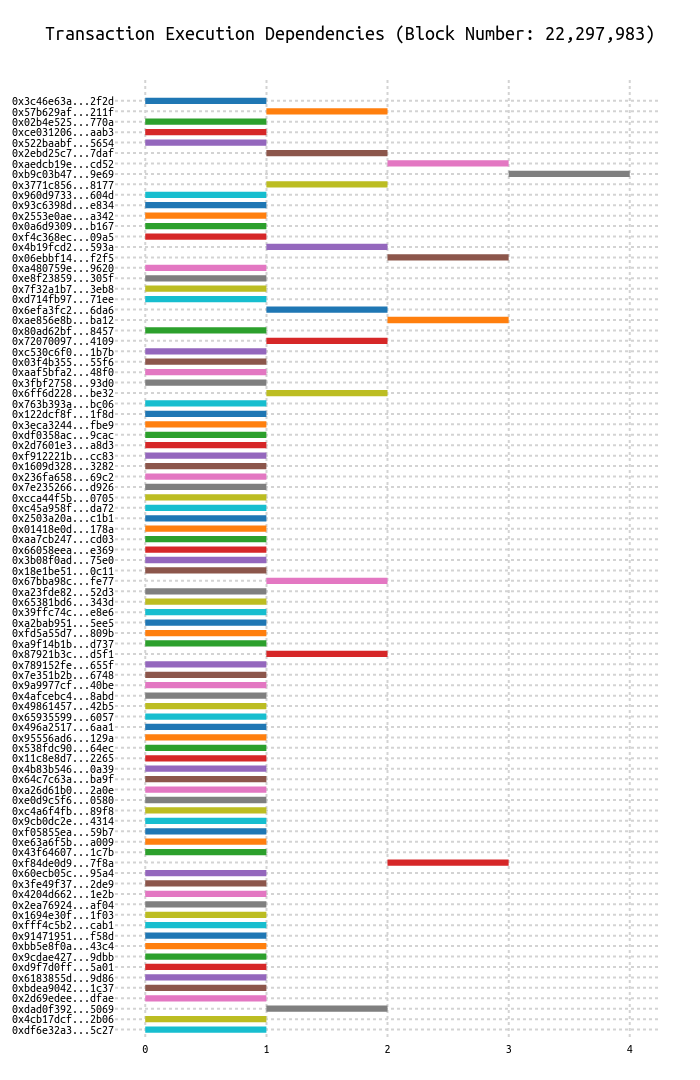 Transaction Execution Dependencies (Block Number: 22,297,983)
0x3c46e63a...2f2d
0x57b629af...211f
0x02b4e525...770a
0xce031206...aab3
0x522baabf...5654
0x2ebd25c7...7daf
0xaedcb19e...cd52
0xb9c03b47...9e69
0x3771c856...8177
0x960d9733...604d
0x93c6398d...e834
0x2553e0ae...a342
0x0a6d9309...b167
0xf4c368ec...09a5
0x4b19fcd2...593a
0x06ebbf14...f2f5
0xa480759e...9620
0xe8f23859...305f
0x7f32a1b7...3eb8
0xd714fb97...71ee
0x6efa3fc2...6da6
0xae856e8b...ba12
0x80ad62bf...8457
0x72070097...4109
0xc530c6f0...1b7b
0x03f4b355...55f6
0xaaf5bfa2...48f0
0x3fbf2758...93d0
0x6ff6d228...be32
0x763b393a...bc06
0x122dcf8f...1f8d
0x3eca3244...fbe9
0xdf0358ac...9cac
0x2d7601e3...a8d3
0xf912221b...cc83
0x1609d328...3282
0x236fa658...69c2
0x7e235266...d926
0xcca44f5b...0705
0xc45a958f...da72
0x2503a20a...c1b1
0x01418e0d...178a
0xaa7cb247...cd03
0x66058eea...e369
0x3b08f0ad...75e0
0x18e1be51...0c11
0x67bba98c...fe77
0xa23fde82...52d3
0x65381bd6...343d
0x39ffc74c...e8e6
0xa2bab951...5ee5
0xfd5a55d7...809b
0xa9f14b1b...d737
0x87921b3c...d5f1
0x789152fe...655f
0x7e351b2b...6748
0x9a9977cf...40be
0x4afcebc4...8abd
0x49861457...42b5
0x65935599...6057
0x496a2517...6aa1
0x95556ad6...129a
0x538fdc90...64ec
0x11c8e8d7...2265
0x4b83b546...0a39
0x64c7c63a...ba9f
0xa26d61b0...2a0e
0xe0d9c5f6...0580
0xc4a6f4fb...89f8
0x9cb0dc2e...4314
0xf05855ea...59b7
0xe63a6f5b...a009
0x43f64607...1c7b
0xf84de0d9...7f8a
0x60ecb05c...95a4
0x3fe49f37...2de9
0x4204d662...1e2b
0x2ea76924...af04
0x1694e30f...1f03
0xfff4c5b2...cab1
0x91471951...f58d
0xbb5e8f0a...43c4
0x9cdae427...9dbb
0xd9f7d0ff...5a01
0x6183855d...9d86
0xbdea9042...1c37
0x2d69edee...dfae
0xdad0f392...5069
0x4cb17dcf...2b06
0xdf6e32a3...5c27
0 1 2 3 4